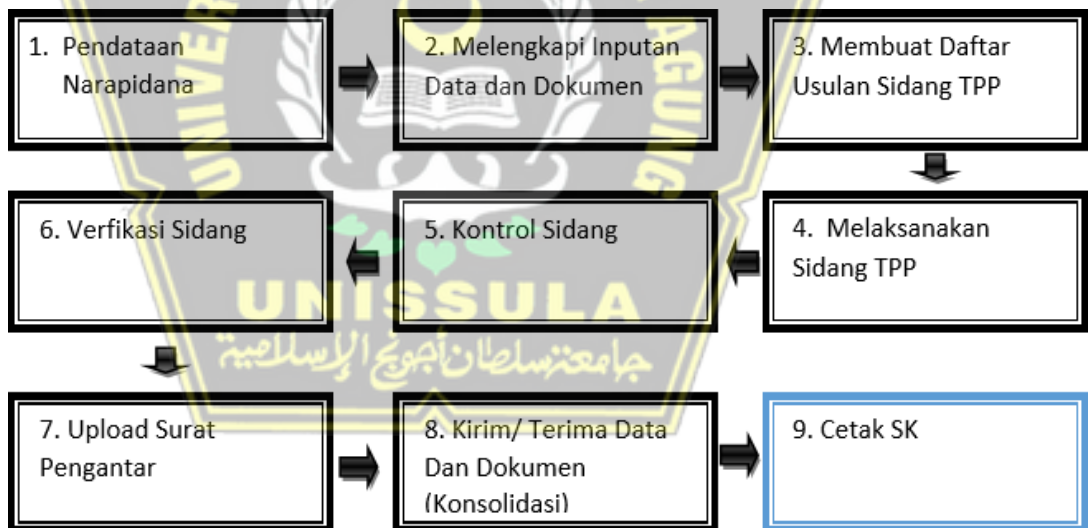 1. Pendataan
Narapidana
2. Melengkapi Inputan
Data dan Dokumen
3. Membuat Daftar
Usulan Sidang TPP
4. Melaksanakan
Sidang TPP
5. Kontrol Sidang
6. Verfikasi Sidang
7. Upload Surat
Pengantar
8. Kirim/ Terima Data
Dan Dokumen
(Konsolidasi)
9. Cetak SK
UNISSULA
جامعتنسلطان أجونج الإسلامية